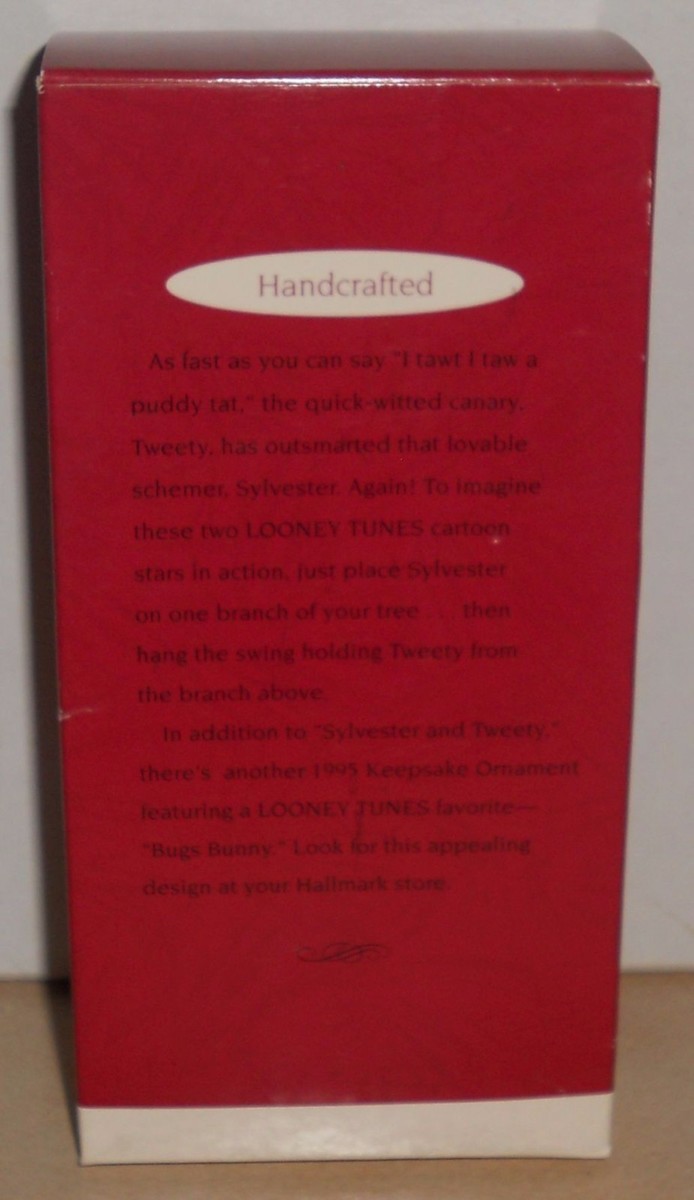 Handcrafted
As fast as you can say "I tawt I taw a
puddy tat," the quick-witted canary,
Tweety, has outsmarted that lovable
schemer, Sylvester. Again! To imagine
these two LOONEY TUNES cartoon
stars in action, just place Sylvester
on one branch of your tree . . . then
hang the swing holding Tweety from
the branch above.
In addition to "Sylvester and Tweety,"
there's another 1995 Keepsake Ornament
featuring a LOONEY TUNES favorite—
"Bugs Bunny." Look for this appealing
design at your Hallmark store.